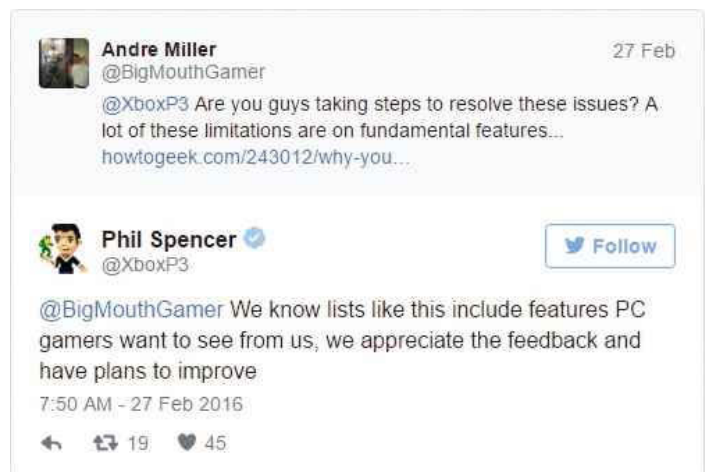 Andre Miller 27 Feb
@BigMouthGamer
@XboxP3 Are you guys taking steps to resolve these issues? A
lot of these limitations are on fundamental features...
howtogeek.com/243012/why-you...
Phil Spencer
Follow
@XboxP3
@BigMouthGamer We know lists like this include features PC
gamers want to see from us, we appreciate the feedback and
have plans to improve
7:50 AM - 27 Feb 2016
19 45